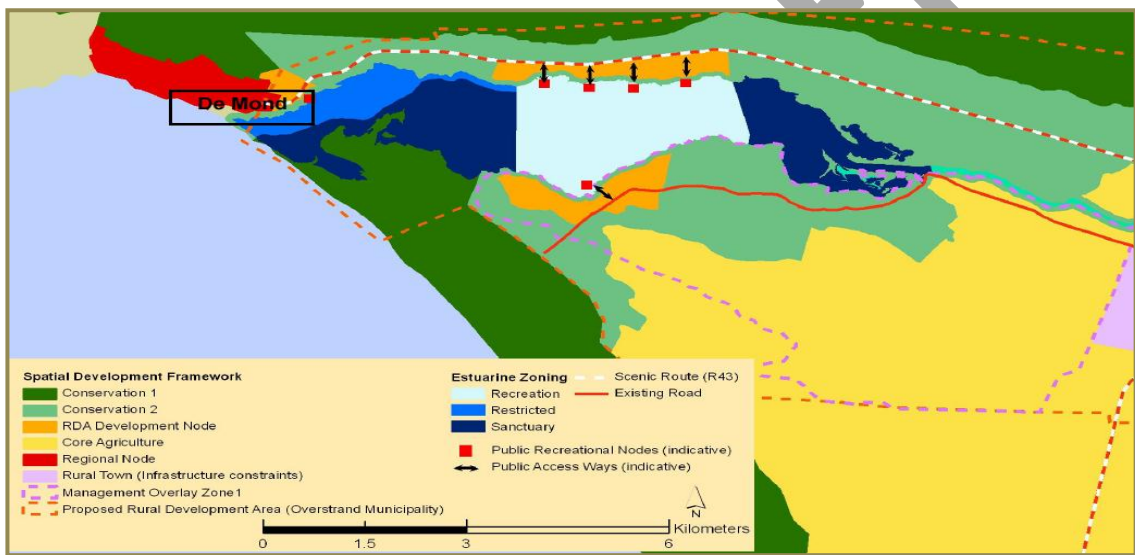 De Mond
Spatial Development Framework
Conservation 1
Conservation 2
RDA Development Node
Core Agriculture
Regional Node
Rural Town (Infrastructure constraints)
Management Overlay Zone1
Proposed Rural Development Area (Overstrand Municipality)
Estuarine Zoning
Recreation
Restricted
Sanctuary
Scenic Route (R43)
Existing Road
Public Recreational Nodes (indicative)
Public Access Ways (indicative)
N
Kilometers
0 1.5 3 6